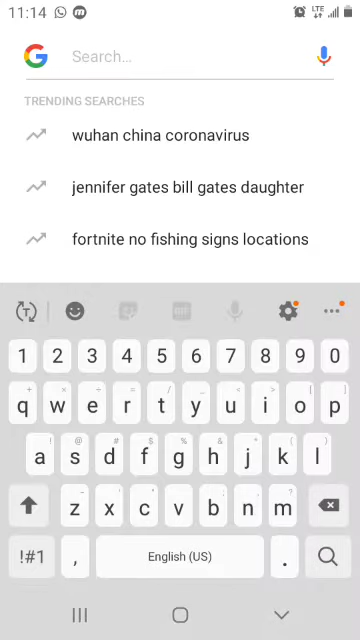 11:14
LTE
Search...
TRENDING SEARCHES
wuhan china coronavirus
jennifer gates bill gates daughter
fortnite no fishing signs locations
1 2 3 4 5 6 7 8 9 0
q w e r t y u i o p
a s d f g h j k l
z x c v b n m
!#1 , English (US) .